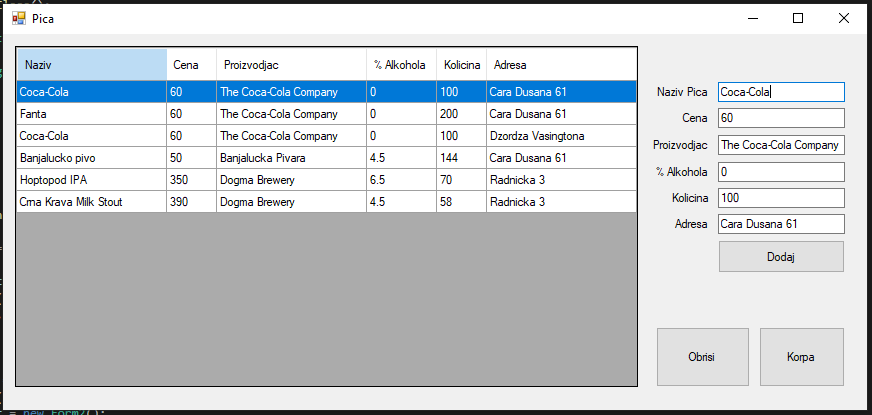 Pica
Naziv Cena Proizvodjac % Alkohola Kolicina Adresa
Coca-Cola 60 The Coca-Cola Company 0 100 Cara Dusana 61
Fanta 60 The Coca-Cola Company 0 200 Cara Dusana 61
Coca-Cola 60 The Coca-Cola Company 0 100 Dzordza Vasingtona
Banjalucko pivo 50 Banjalucka Pivara 4.5 144 Cara Dusana 61
Hoptopod IPA 350 Dogma Brewery 6.5 70 Radnicka 3
Crna Krava Milk Stout 390 Dogma Brewery 4.5 58 Radnicka 3
Naziv Pica Coca-Cola
Cena 60
Proizvodjac The Coca-Cola Company
% Alkohola 0
Kolicina 100
Adresa Cara Dusana 61
Dodaj
Obrisi Korpa
= new Form2();